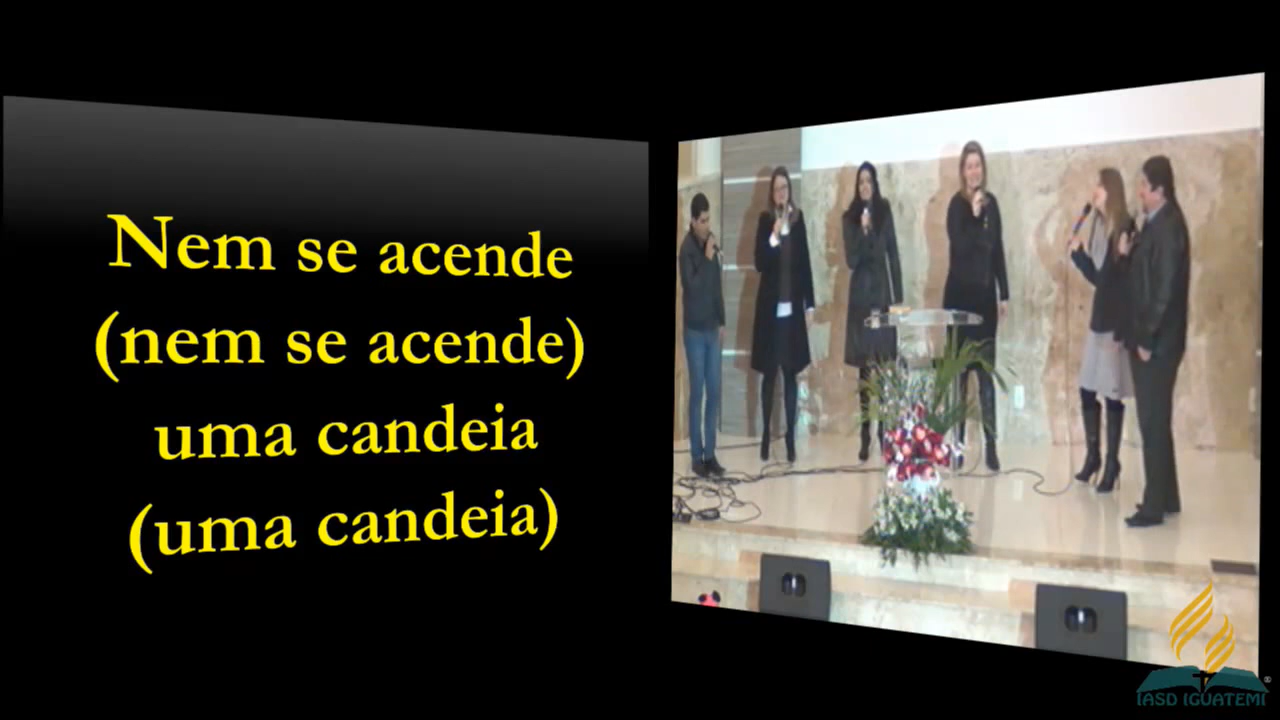 Nem se acende
(nem se acende)
uma candeia
(uma candeia)
IASD IGUATEMI
®